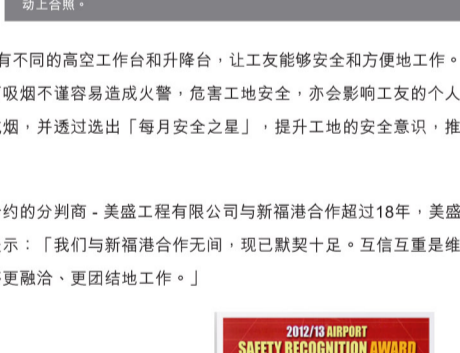 动上合照。
有不同的高空工作台和升降台，让工友能够安全和方便地工作。
吸烟不谨容易造成火警，危害工地安全，亦会影响工友的个人
烟，并透过选出「每月安全之星」，提升工地的安全意识，推
约的分判商 - 美盛工程有限公司与新福港合作超过18年，美盛
示：「我们与新福港合作无间，现已默契十足。互信互重是维
更融洽、更团结地工作。」
2012/13 AIRPORT
SAFETY RECOGNITION AWARD